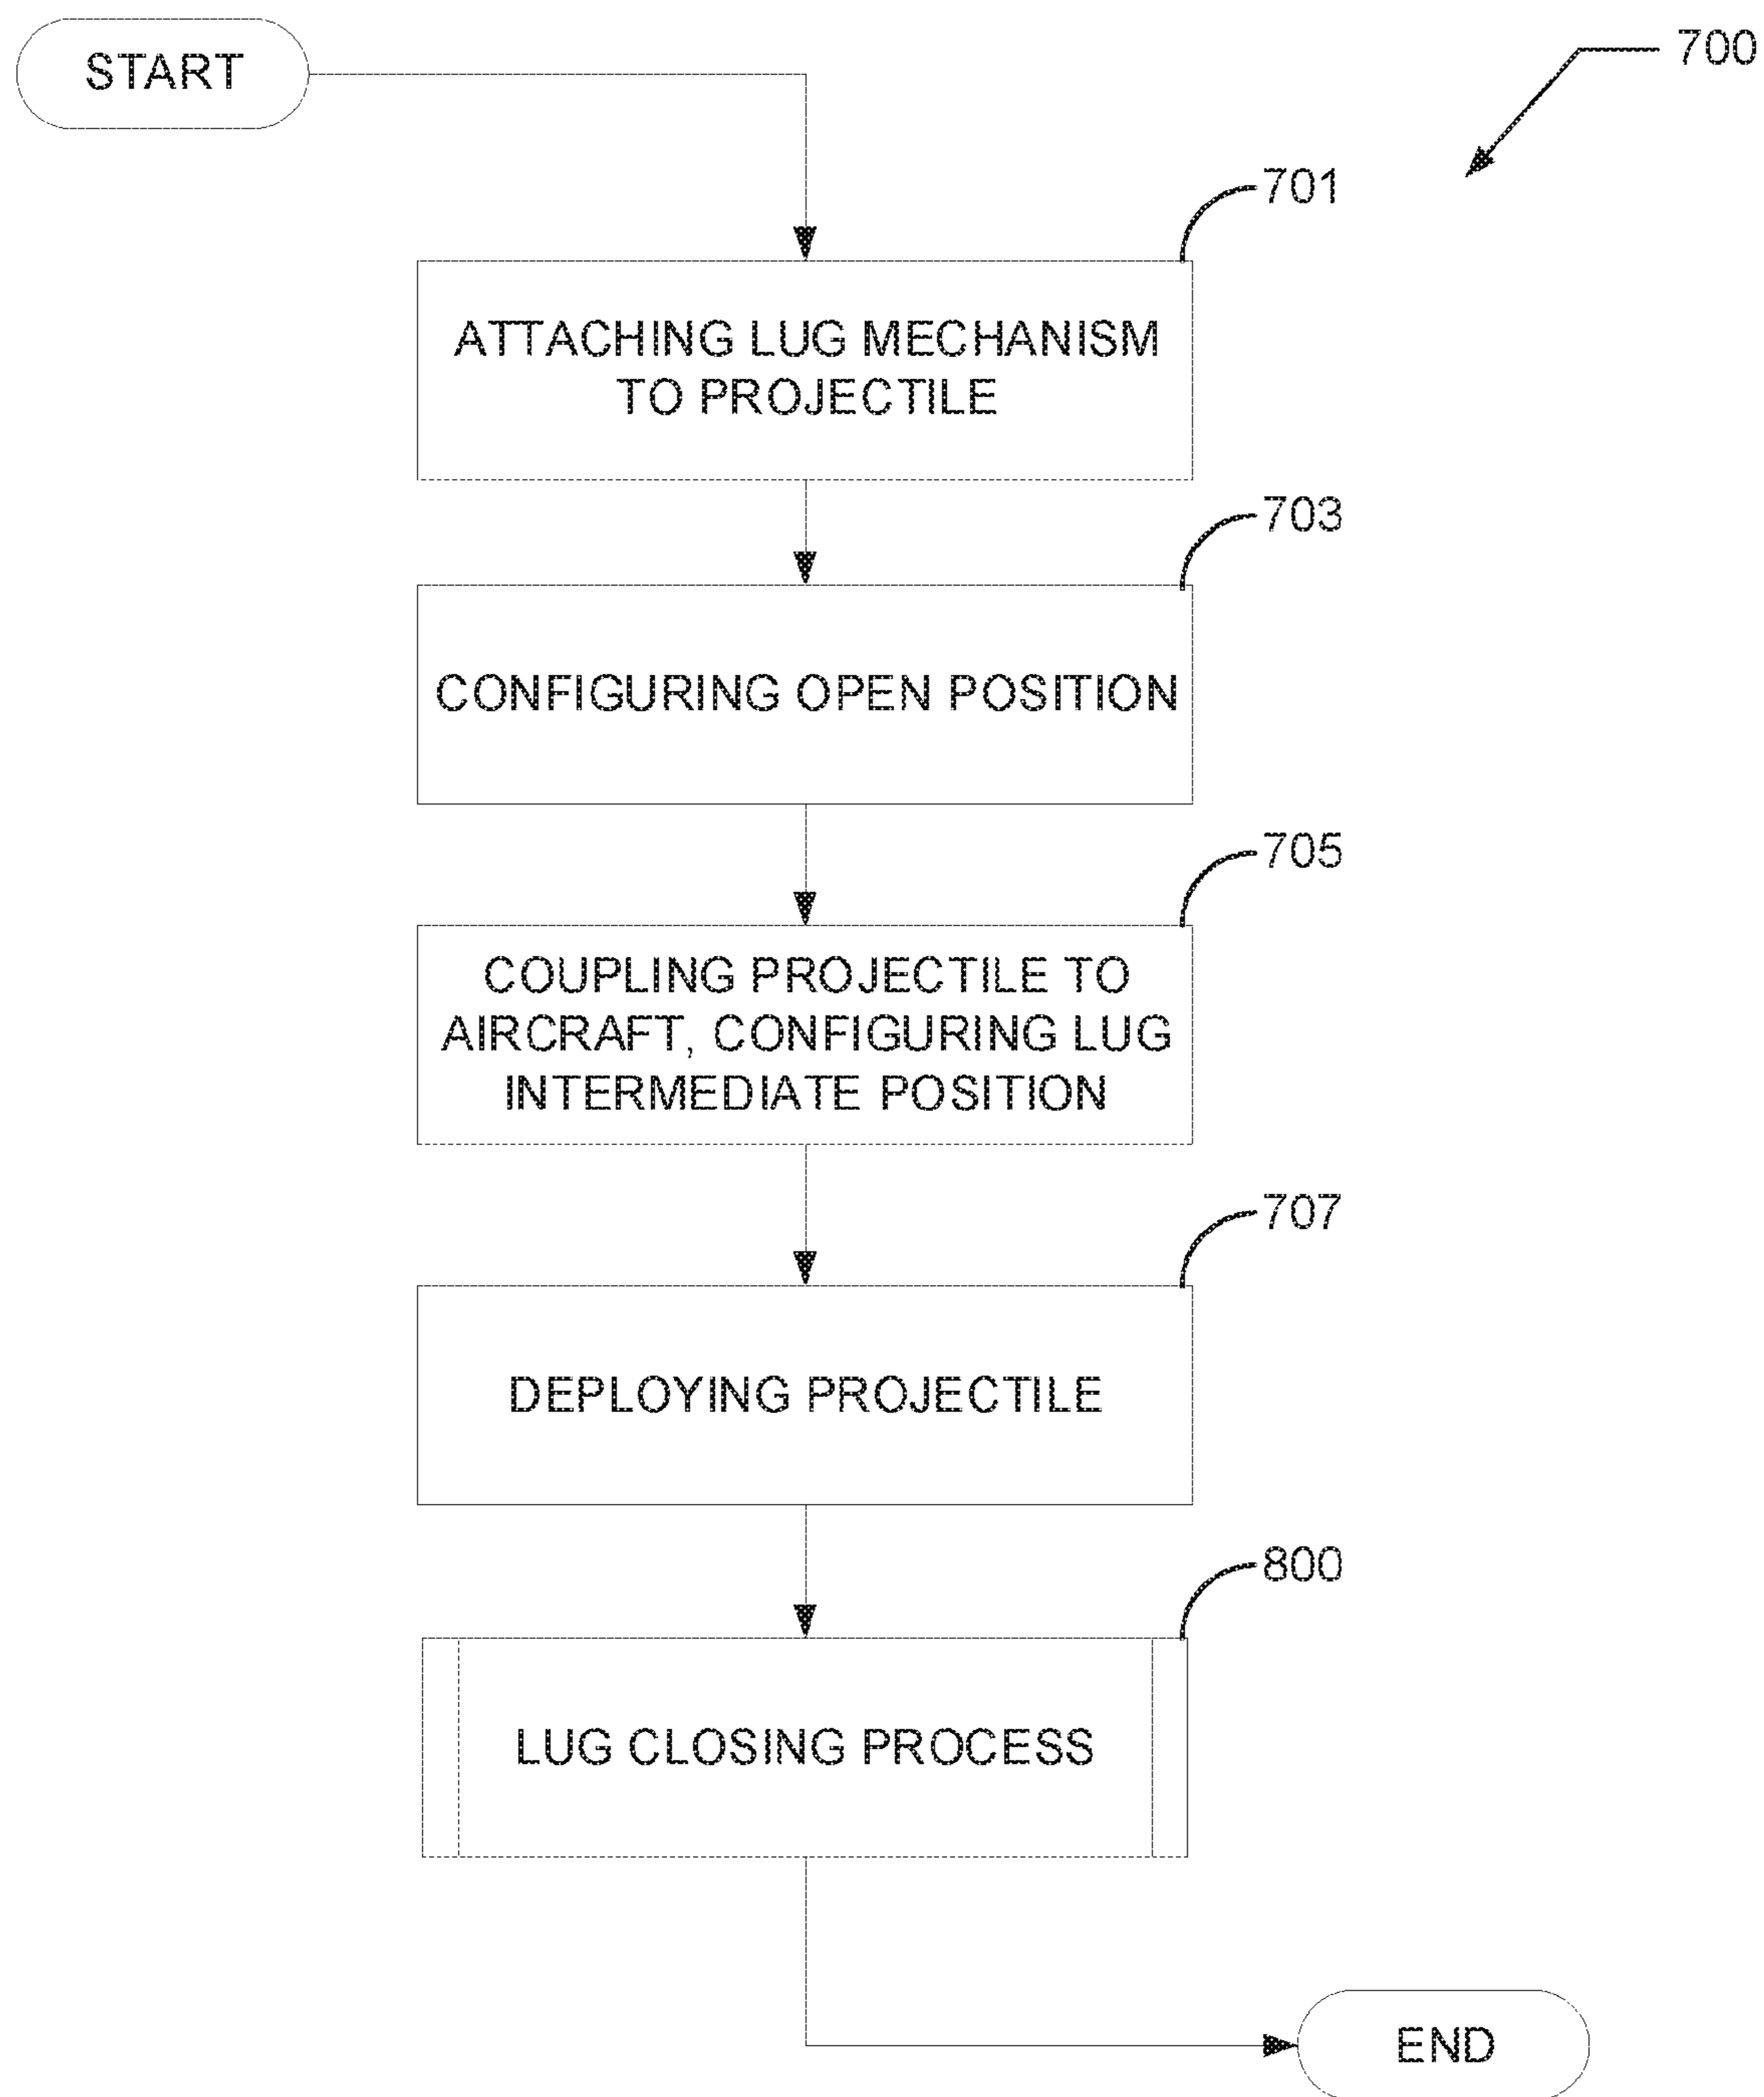 START
700
701
ATTACHING LUG MECHANISM
TO PROJECTILE
703
CONFIGURING OPEN POSITION
705
COUPLING PROJECTILE TO
AIRCRAFT, CONFIGURING LUG
INTERMEDIATE POSITION
707
DEPLOYING PROJECTILE
800
LUG CLOSING PROCESS
END